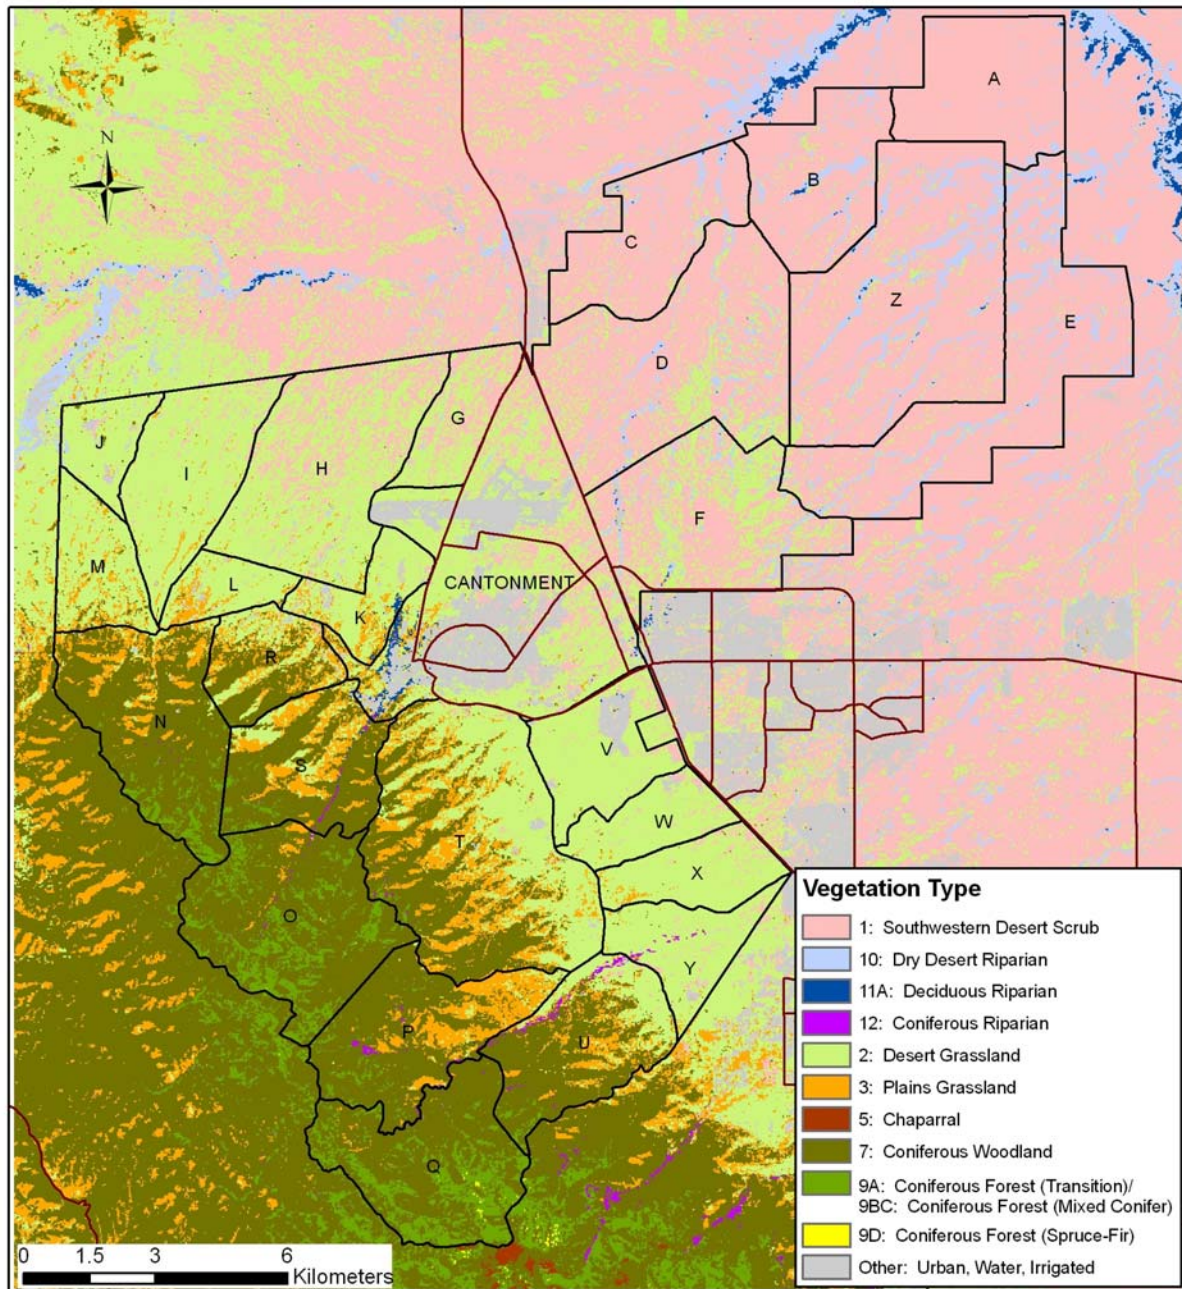 N
A
B
C
Z
E
D
G
J
I
H
F
M
L
CANTONMENT
K
R
N
V
S
W
T
X
O
Y
P
U
Q
Vegetation Type
1: Southwestern Desert Scrub
10: Dry Desert Riparian
11A: Deciduous Riparian
12: Coniferous Riparian
2: Desert Grassland
3: Plains Grassland
5: Chaparral
7: Coniferous Woodland
9A: Coniferous Forest (Transition)/
9BC: Coniferous Forest (Mixed Conifer)
9D: Coniferous Forest (Spruce-Fir)
Other: Urban, Water, Irrigated
0 1.5 3 6
Kilometers